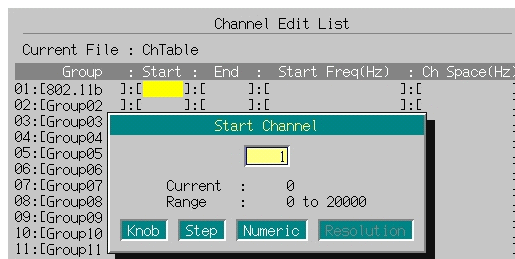 Channel Edit List
Current File : ChTable
Group : Start : End : Start Freq(Hz) : Ch Space(Hz)
01:[802.11b ]:[ ]:[ ]:[ ]:[ ]
02:[Group02 ]:[ ]:[ ]:[ ]:[ ]
03:[Group03
04:[Group04
05:[Group05
06:[Group06
07:[Group07
08:[Group08
09:[Group09
10:[Group10
11:[Group11
Start Channel
1
Current : 0
Range : 0 to 20000
Knob Step Numeric Resolution